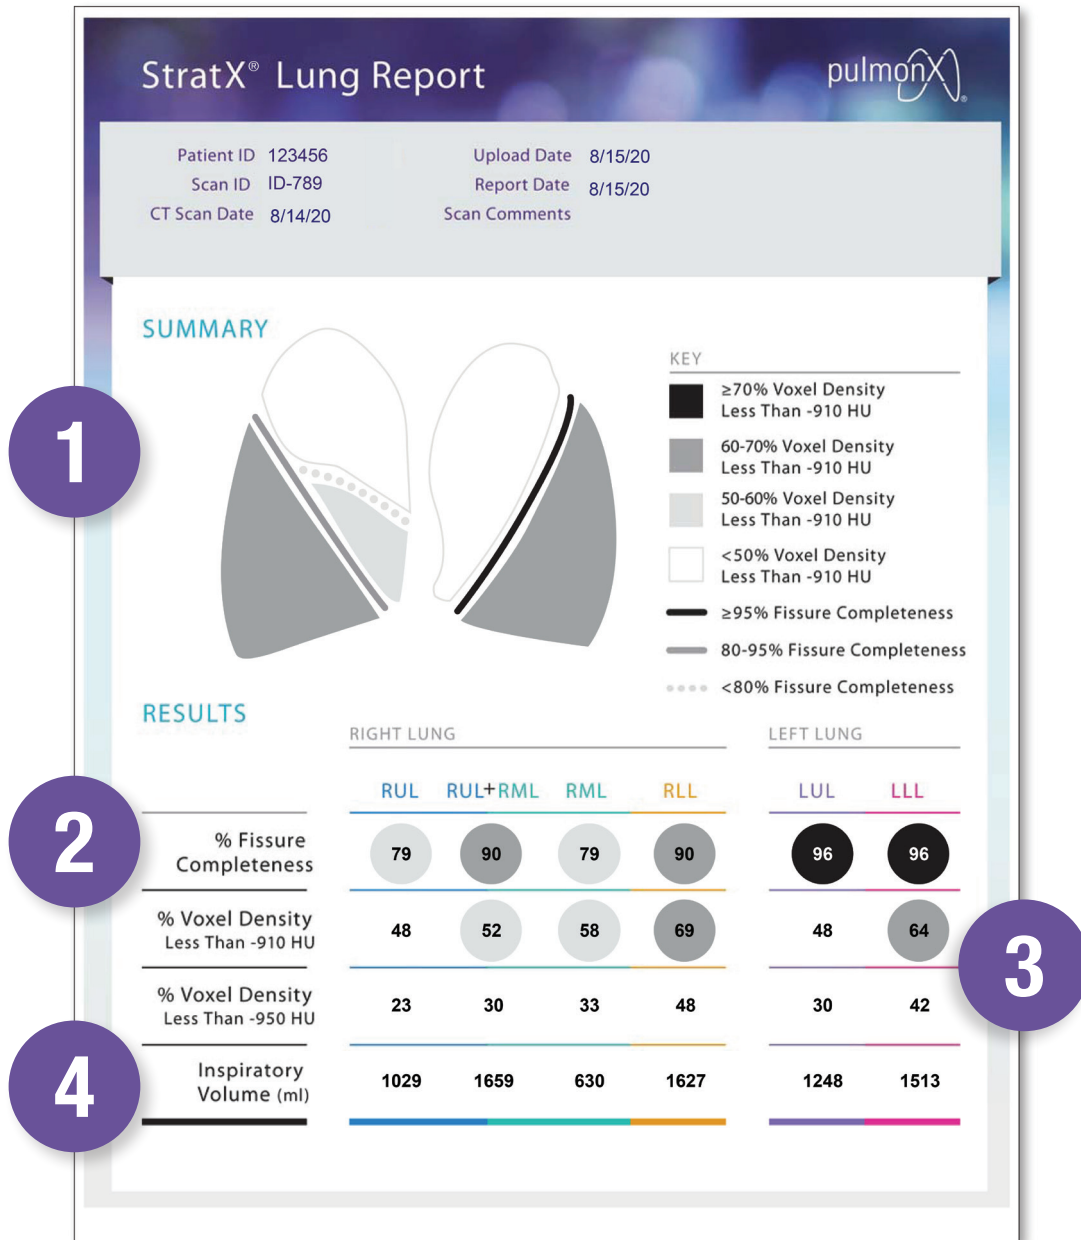 StratX® Lung Report
pulmonX®
Patient ID 123456
Scan ID ID-789
CT Scan Date 8/14/20
Upload Date 8/15/20
Report Date 8/15/20
Scan Comments
SUMMARY
1
KEY
≥70% Voxel Density
Less Than -910 HU
60-70% Voxel Density
Less Than -910 HU
50-60% Voxel Density
Less Than -910 HU
<50% Voxel Density
Less Than -910 HU
≥95% Fissure Completeness
80-95% Fissure Completeness
<80% Fissure Completeness
RESULTS
RIGHT LUNG LEFT LUNG
RUL RUL+RML RML RLL LUL LLL
2
% Fissure
Completeness
79 90 79 90 96 96
% Voxel Density
Less Than -910 HU
48 52 58 69 48 64
3
% Voxel Density
Less Than -950 HU
23 30 33 48 30 42
4
Inspiratory
Volume (ml)
1029 1659 630 1627 1248 1513